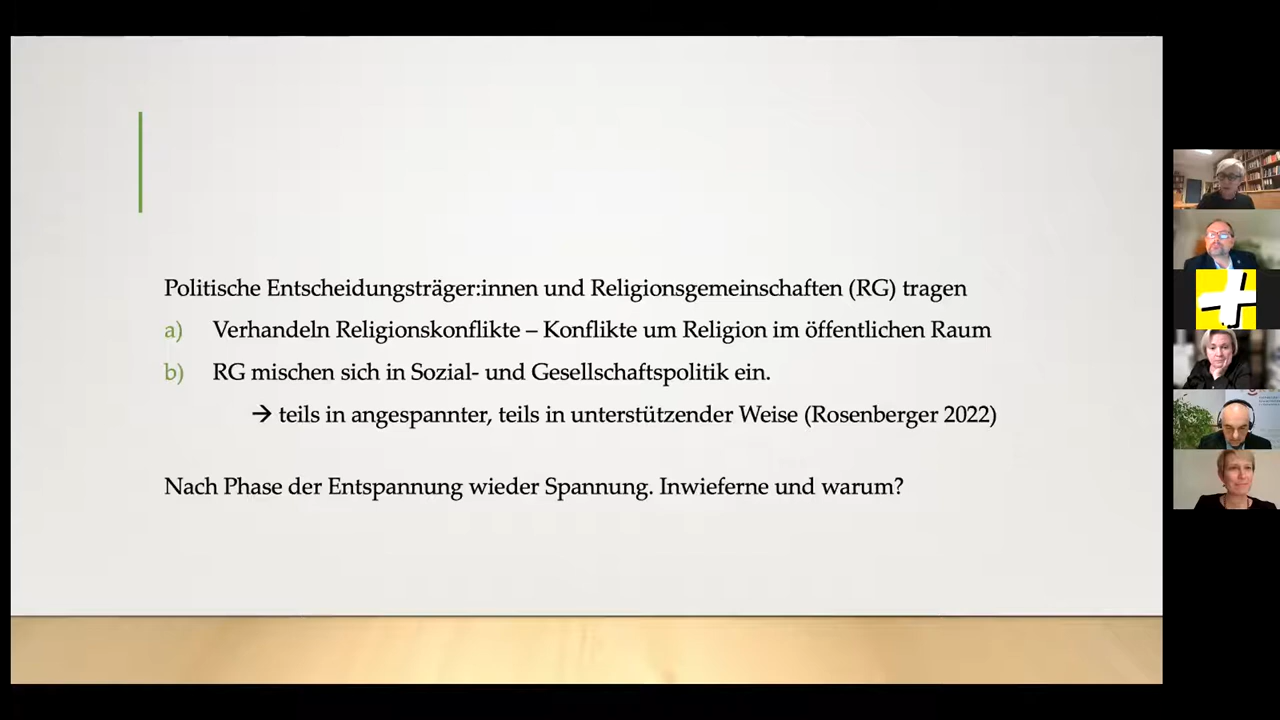 Politische Entscheidungsträger:innen und Religionsgemeinschaften (RG) tragen
a) Verhandeln Religionskonflikte – Konflikte um Religion im öffentlichen Raum
b) RG mischen sich in Sozial- und Gesellschaftspolitik ein.
→ teils in angespannter, teils in unterstützender Weise (Rosenberger 2022)
Nach Phase der Entspannung wieder Spannung. Inwieferne und warum?